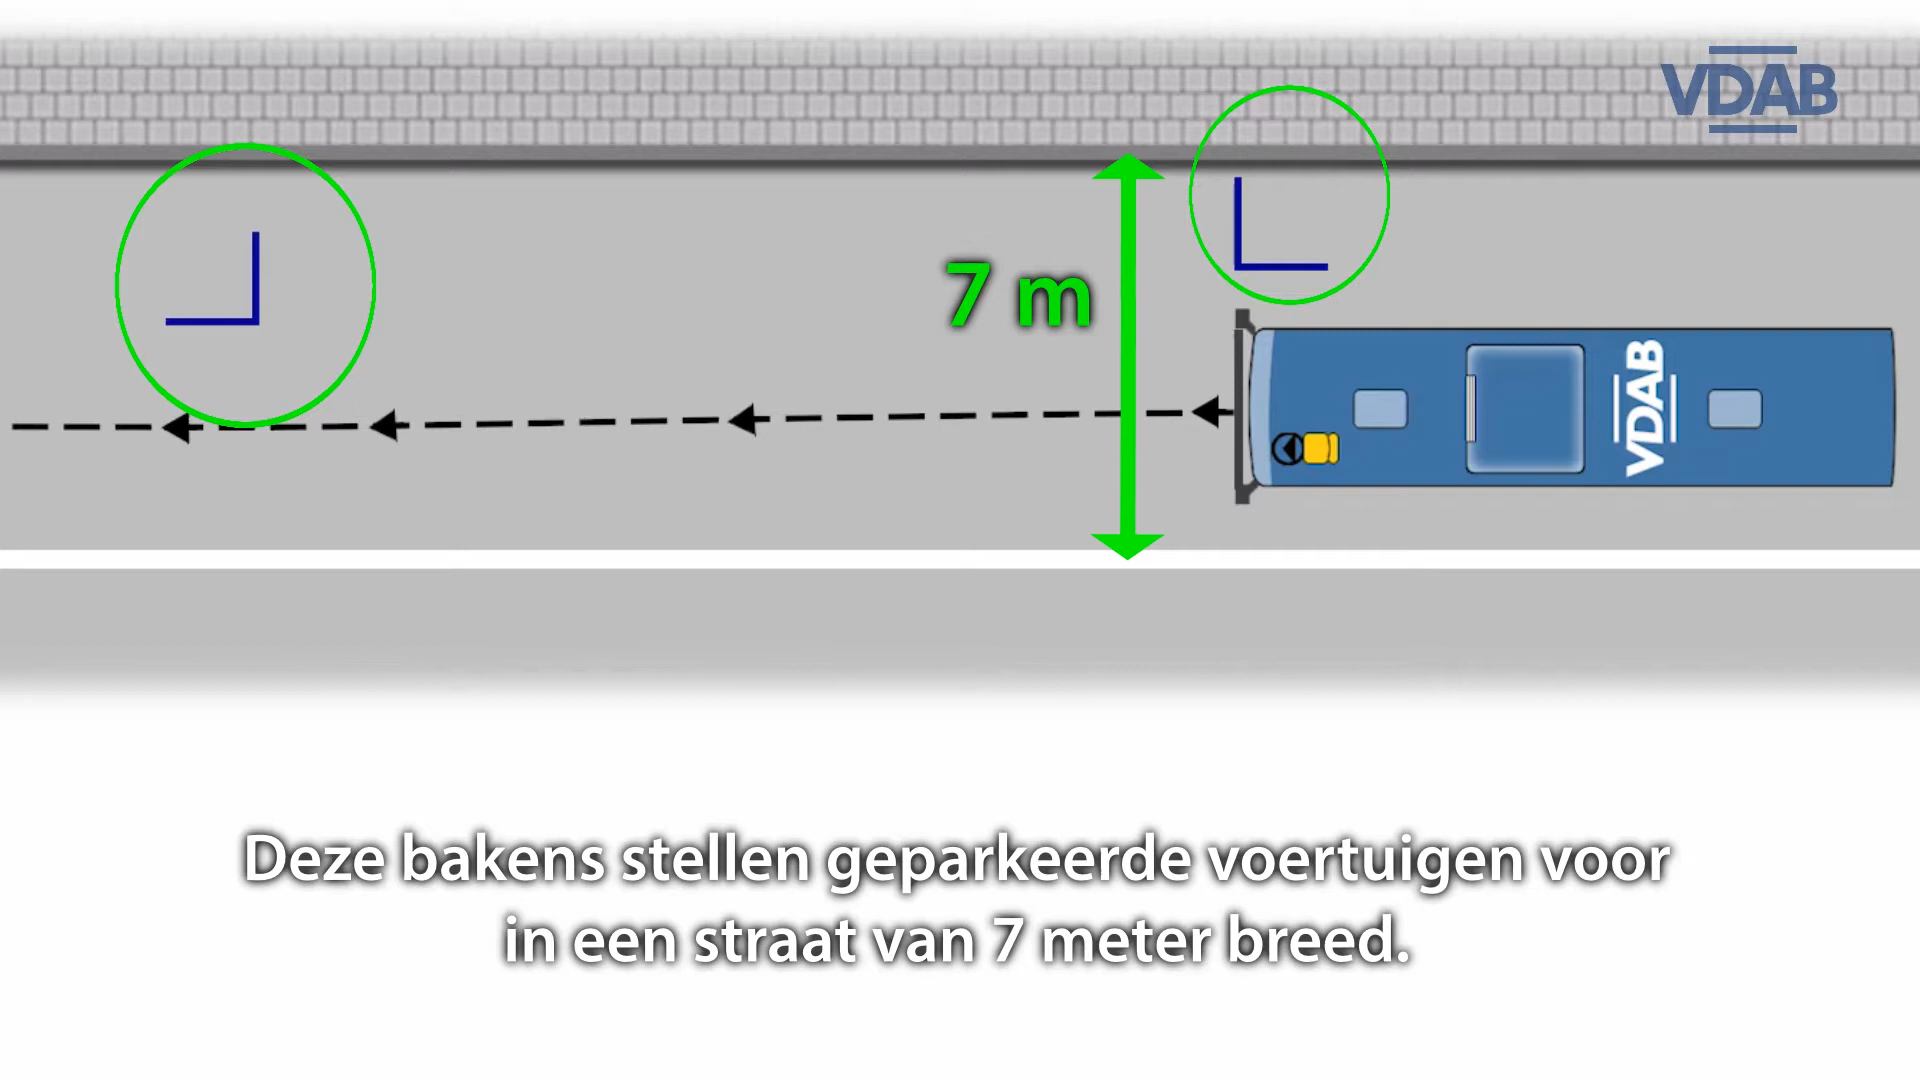 VDAB
7 m
VDAB
Deze bakens stellen geparkeerde voertuigen voor
in een straat van 7 meter breed.